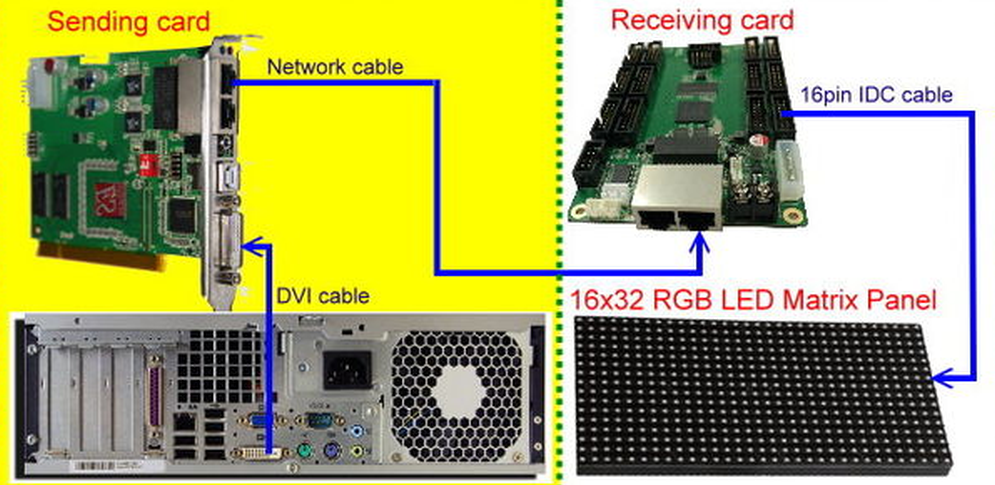 Sending card
Receiving card
Network cable
16pin IDC cable
DVI cable
16x32 RGB LED Matrix Panel